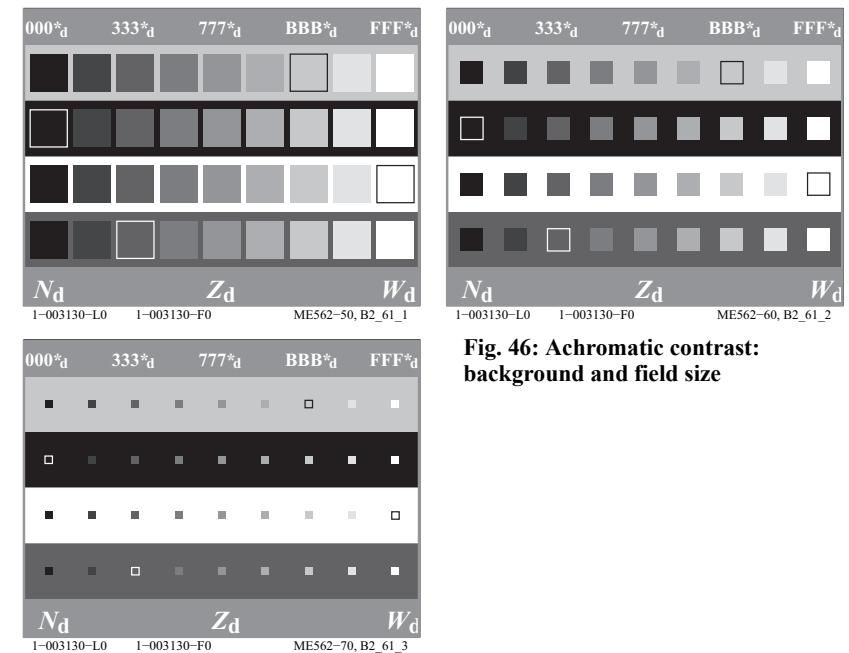 000*d 333*d 777*d BBB*d FFF*d
Nd Zd Wd
1−003130−L0 1−003130−F0 ME562−50, B2_61_1
000*d 333*d 777*d BBB*d FFF*d
Nd Zd Wd
1−003130−L0 1−003130−F0 ME562−60, B2_61_2
Fig. 46: Achromatic contrast:
background and field size
000*d 333*d 777*d BBB*d FFF*d
Nd Zd Wd
1−003130−L0 1−003130−F0 ME562−70, B2_61_3